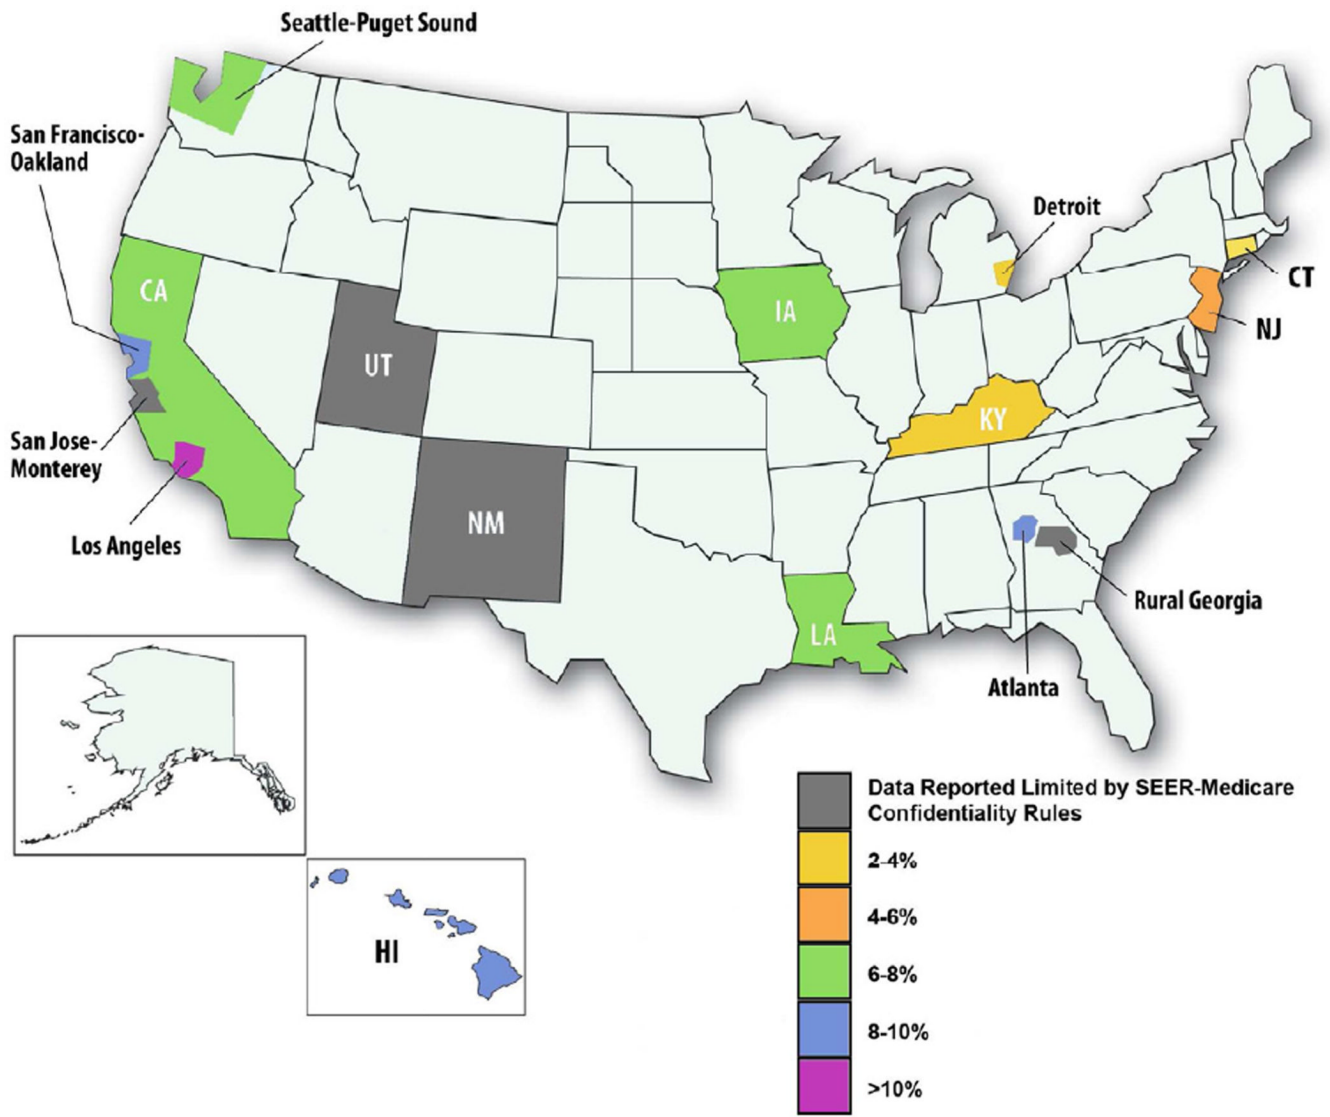 Seattle-Puget Sound
San Francisco-
Oakland
Detroit
CA
IA
CT
NJ
UT
KY
San Jose-
Monterey
NM
Los Angeles
Rural Georgia
LA
Atlanta
Data Reported Limited by SEER-Medicare
Confidentiality Rules
2-4%
4-6%
6-8%
HI
8-10%
>10%